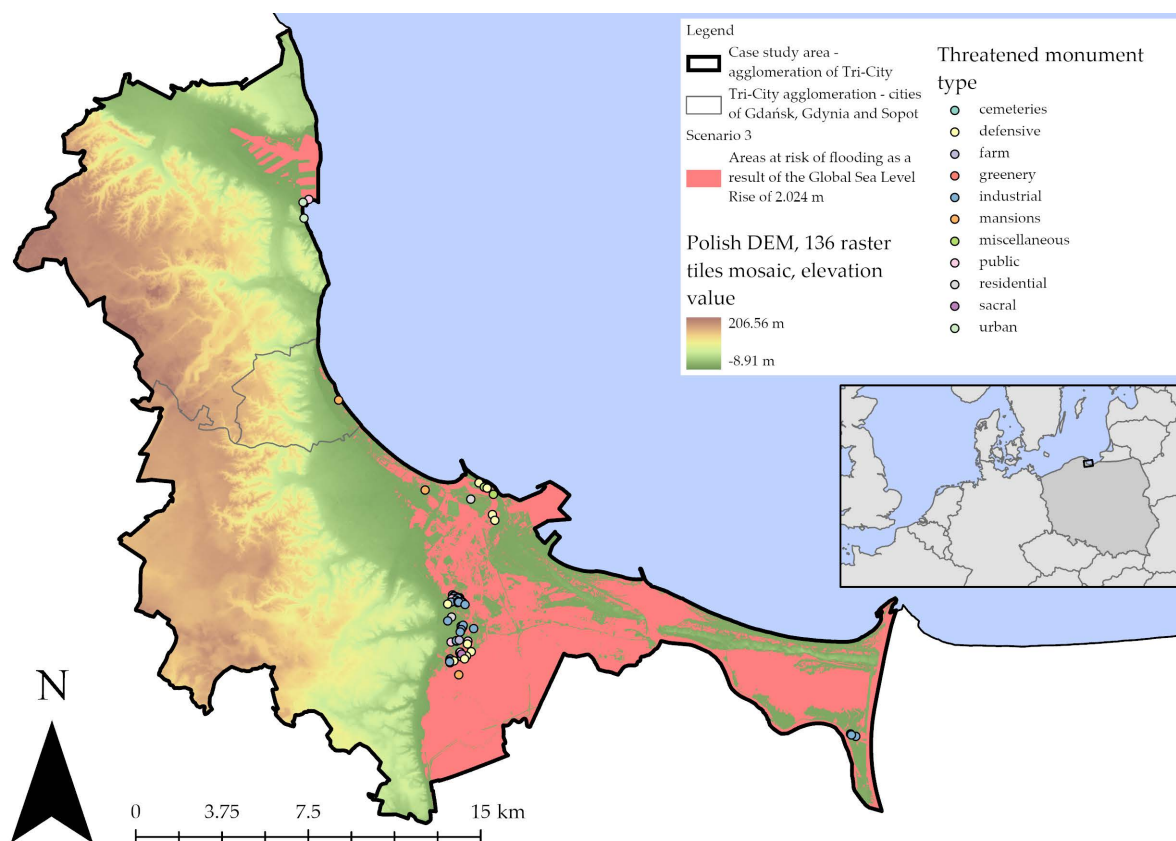 Legend
Case study area -
agglomeration of Tri-City
Tri-City agglomeration - cities
of Gdańsk, Gdynia and Sopot
Scenario 3
Areas at risk of flooding as a
result of the Global Sea Level
Rise of 2.024 m
Polish DEM, 136 raster
tiles mosaic, elevation
value
206.56 m
-8.91 m
Threatened monument
type
cemeteries
defensive
farm
greenery
industrial
mansions
miscellaneous
public
residential
sacral
urban
N
0 3.75 7.5 15 km